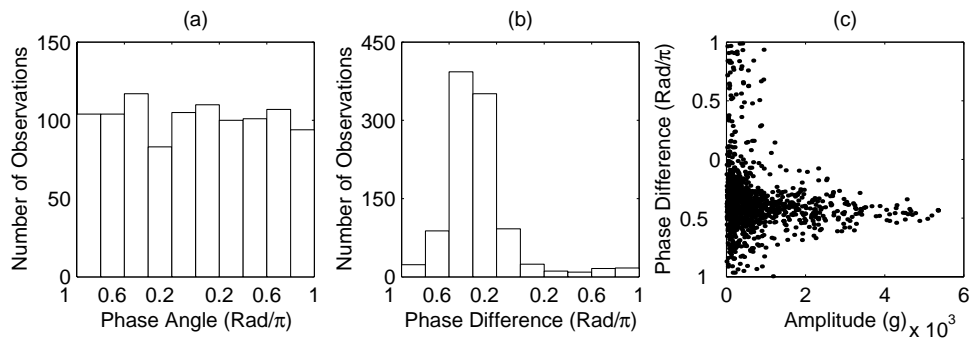 (a)
150
100
50
0
Number of Observations
1 0.6 0.2 0.2 0.6 1
Phase Angle (Rad/π)
(b)
450
300
150
0
Number of Observations
0.6 0.2 0.2 0.6 1
Phase Difference (Rad/π)
(c)
1
0.5
0
0.5
1
Phase Difference (Rad/π)
0 2 4 6
Amplitude (g)
x 10³